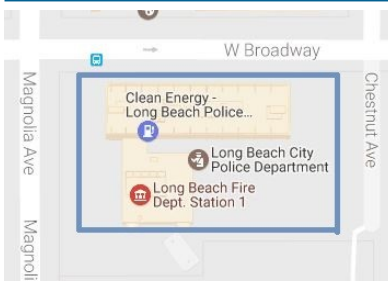 W Broadway
Magnolia Ave
Chestnut Ave
Clean Energy -
Long Beach Police...
Long Beach City
Police Department
Long Beach Fire
Dept. Station 1
Magnoli